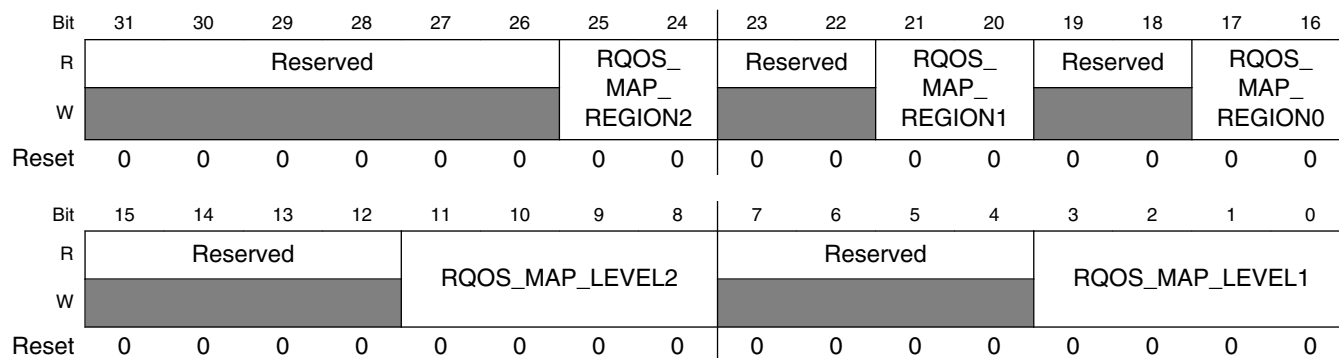 Bit 31 30 29 28 27 26 25 24 23 22 21 20 19 18 17 16
R Reserved RQOS_ MAP_ REGION2 Reserved RQOS_ MAP_ REGION1 Reserved RQOS_ MAP_ REGION0
W
Reset 0 0 0 0 0 0 0 0 0 0 0 0 0 0 0 0
Bit 15 14 13 12 11 10 9 8 7 6 5 4 3 2 1 0
R Reserved RQOS_MAP_LEVEL2 Reserved RQOS_MAP_LEVEL1
W
Reset 0 0 0 0 0 0 0 0 0 0 0 0 0 0 0 0